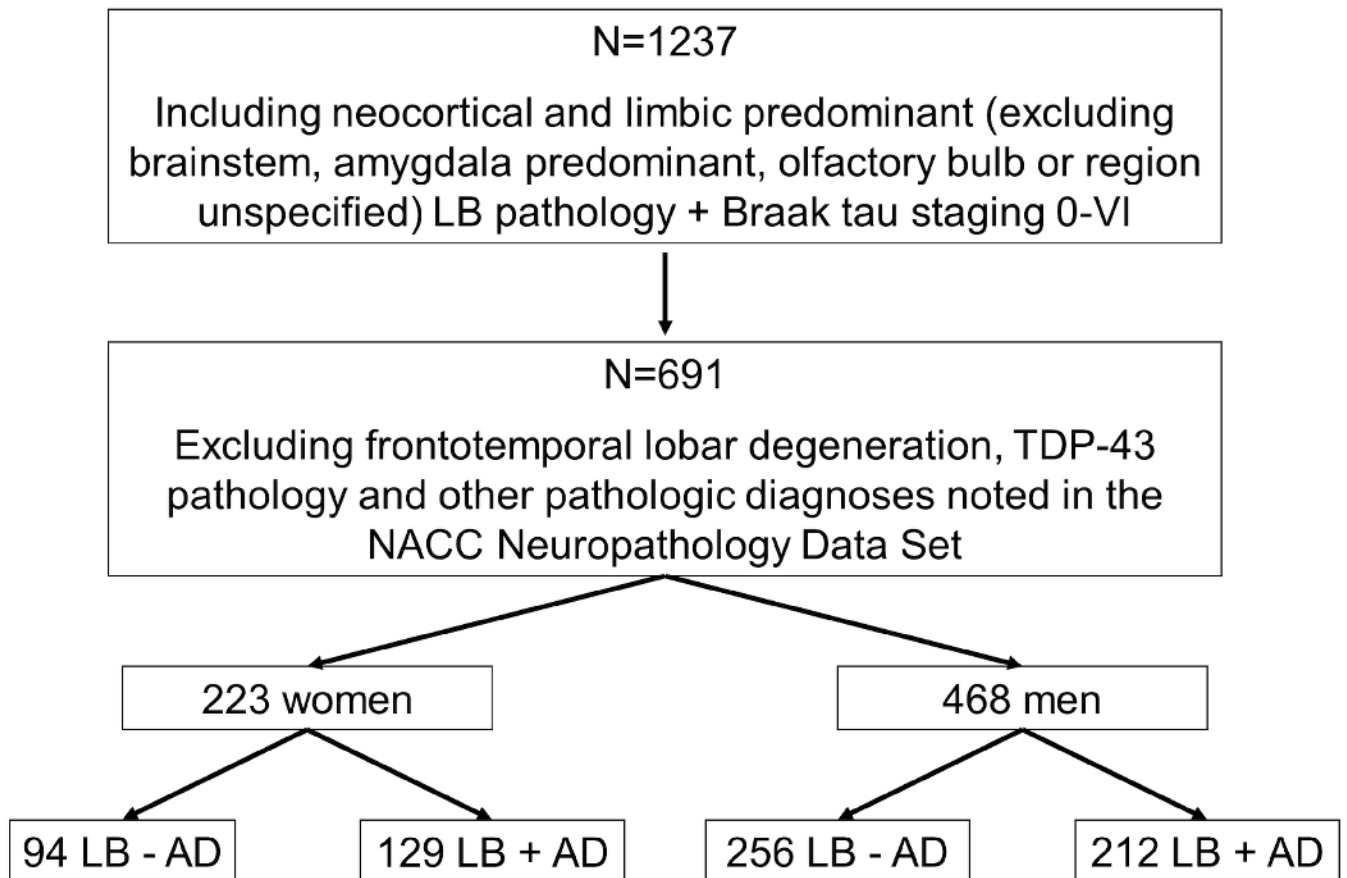 N=1237
Including neocortical and limbic predominant (excluding
brainstem, amygdala predominant, olfactory bulb or region
unspecified) LB pathology + Braak tau staging 0-VI
N=691
Excluding frontotemporal lobar degeneration, TDP-43
pathology and other pathologic diagnoses noted in the
NACC Neuropathology Data Set
223 women
468 men
94 LB - AD
129 LB + AD
256 LB - AD
212 LB + AD